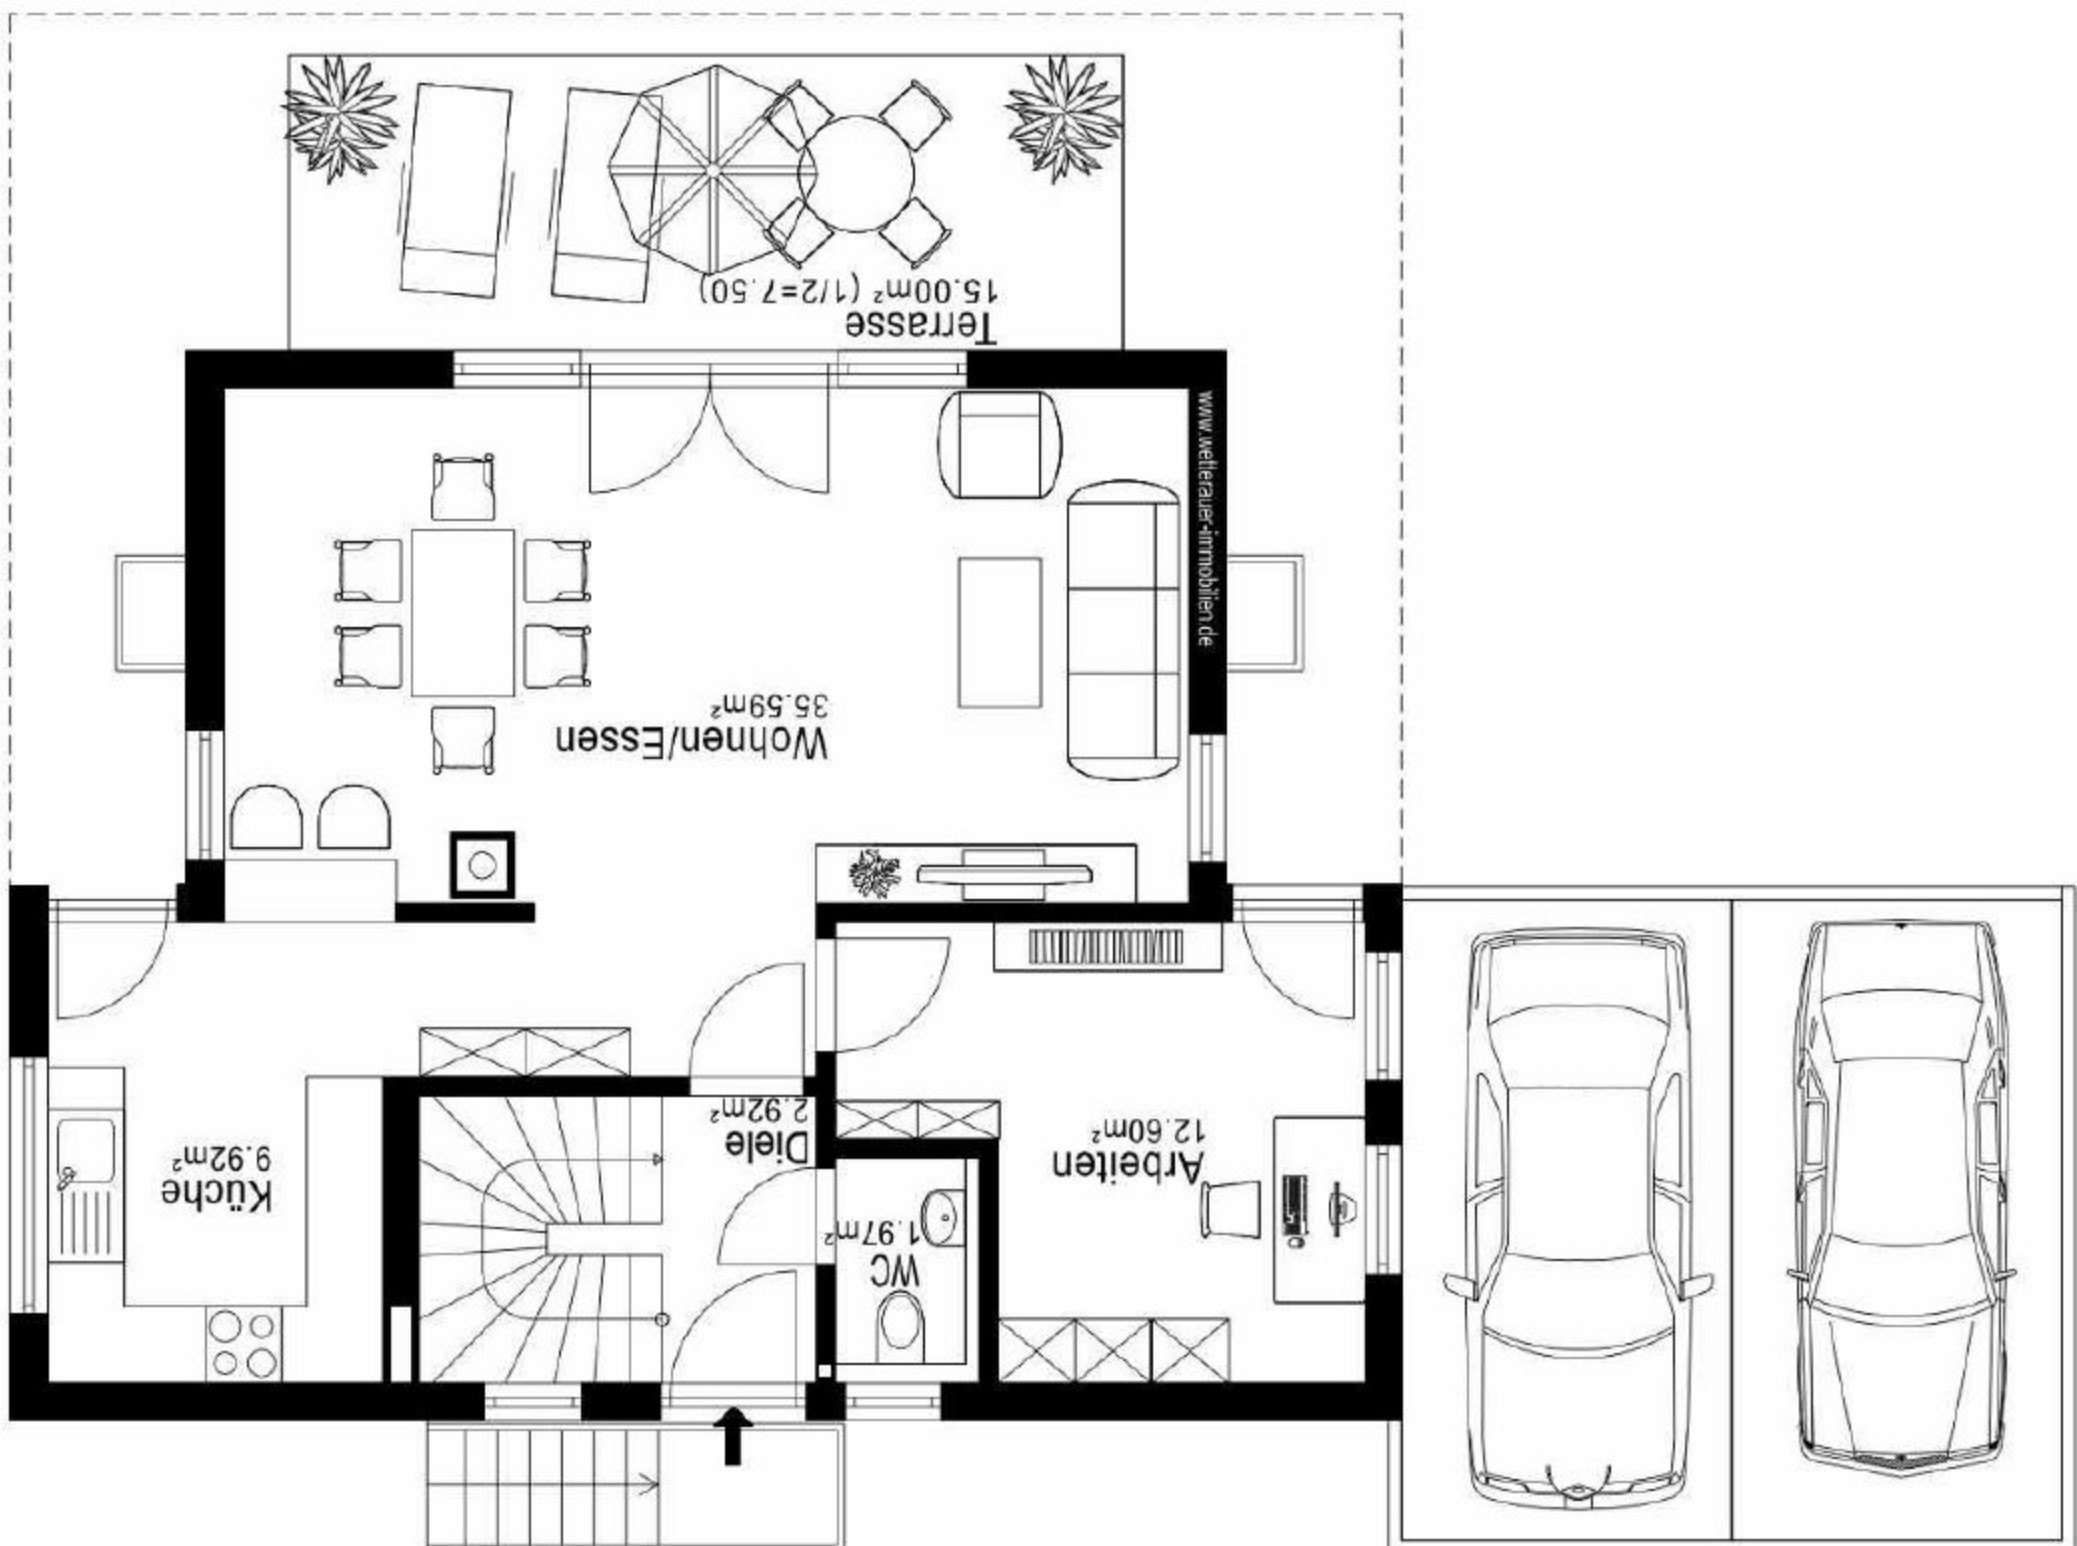 Terrasse
15.00m² (1/2=7.50)
www.wetterauer-immobilien.de
Wohnen/Essen
35.59m²
Diele
2.92m²
Küche
9.92m²
Arbeiten
12.60m²
WC
1.97m²